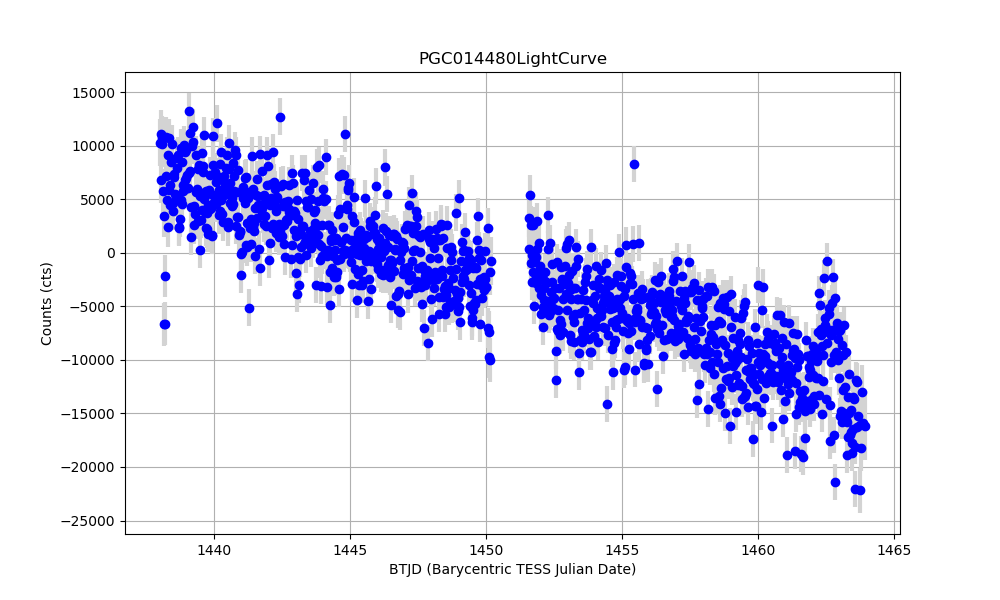 PGC014480LightCurve
15000
10000
5000
0
−5000
−10000
−15000
−20000
−25000
Counts (cts)
1440 1445 1450 1455 1460 1465
BTJD (Barycentric TESS Julian Date)